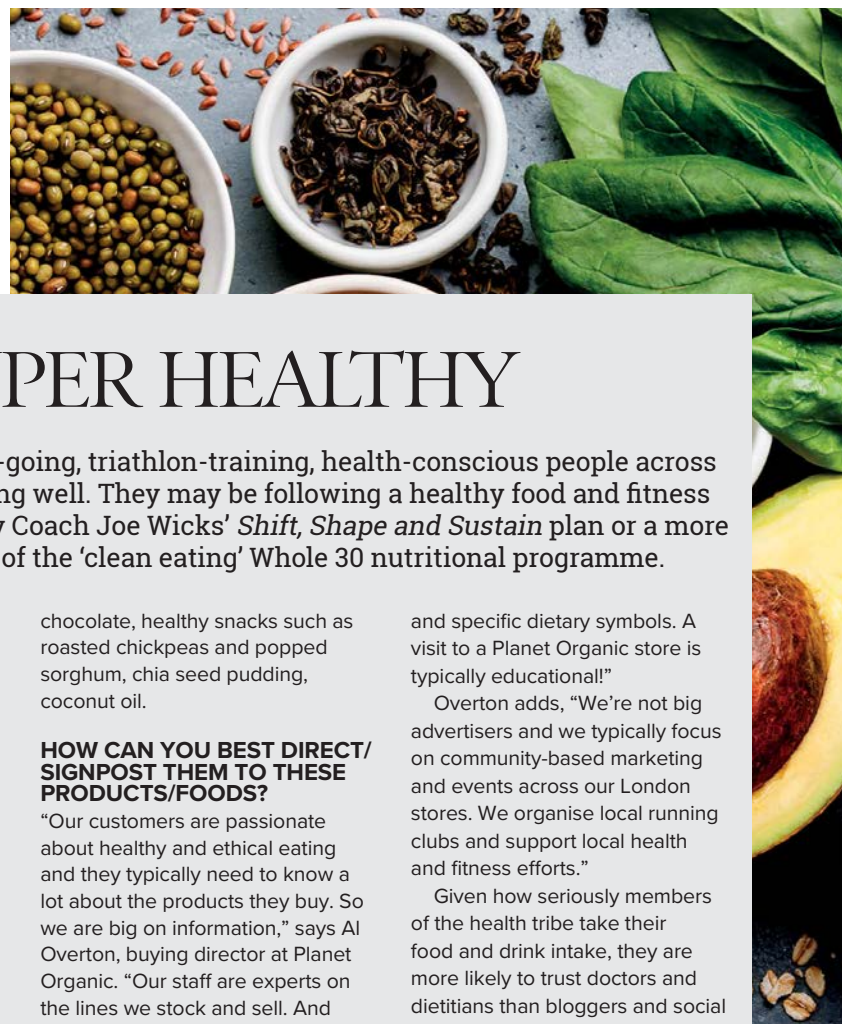 PER HEALTHY
-going, triathlon-training, health-conscious people across
ng well. They may be following a healthy food and fitness
y Coach Joe Wicks’ Shift, Shape and Sustain plan or a more
of the ‘clean eating’ Whole 30 nutritional programme.
chocolate, healthy snacks such as
roasted chickpeas and popped
sorghum, chia seed pudding,
coconut oil.
HOW CAN YOU BEST DIRECT/
SIGNPOST THEM TO THESE
PRODUCTS/FOODS?
“Our customers are passionate
about healthy and ethical eating
and they typically need to know a
lot about the products they buy. So
we are big on information,” says Al
Overton, buying director at Planet
Organic. “Our staff are experts on
the lines we stock and sell. And
and specific dietary symbols. A
visit to a Planet Organic store is
typically educational!”
Overton adds, “We’re not big
advertisers and we typically focus
on community-based marketing
and events across our London
stores. We organise local running
clubs and support local health
and fitness efforts.”
Given how seriously members
of the health tribe take their
food and drink intake, they are
more likely to trust doctors and
dietitians than bloggers and social